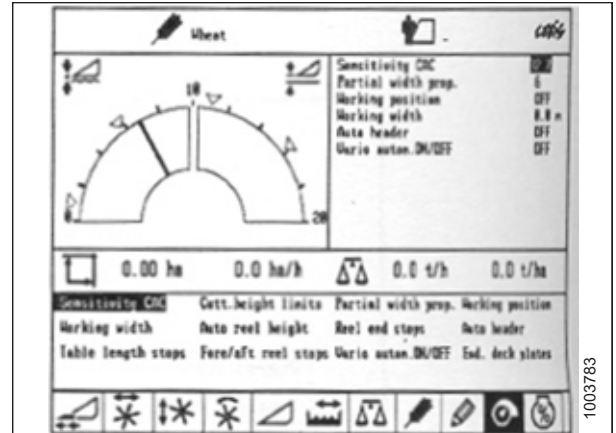 Wheat
10
0
20
Sensitivity CAC
Partial width prop. 6
Working position OFF
Working width 0.0 m
Auto header OFF
Vario autom.ON/OFF OFF
0.00 ha 0.0 ha/h 0.0 t/h 0.0 t/ha
Sensitivity CAC Cutt.height limits Partial width prop. Working position
Working width Auto reel height Reel end stops Auto header
Table length stops Fore/aft reel stops Vario autom.ON/OFF End. deck plates
1003783